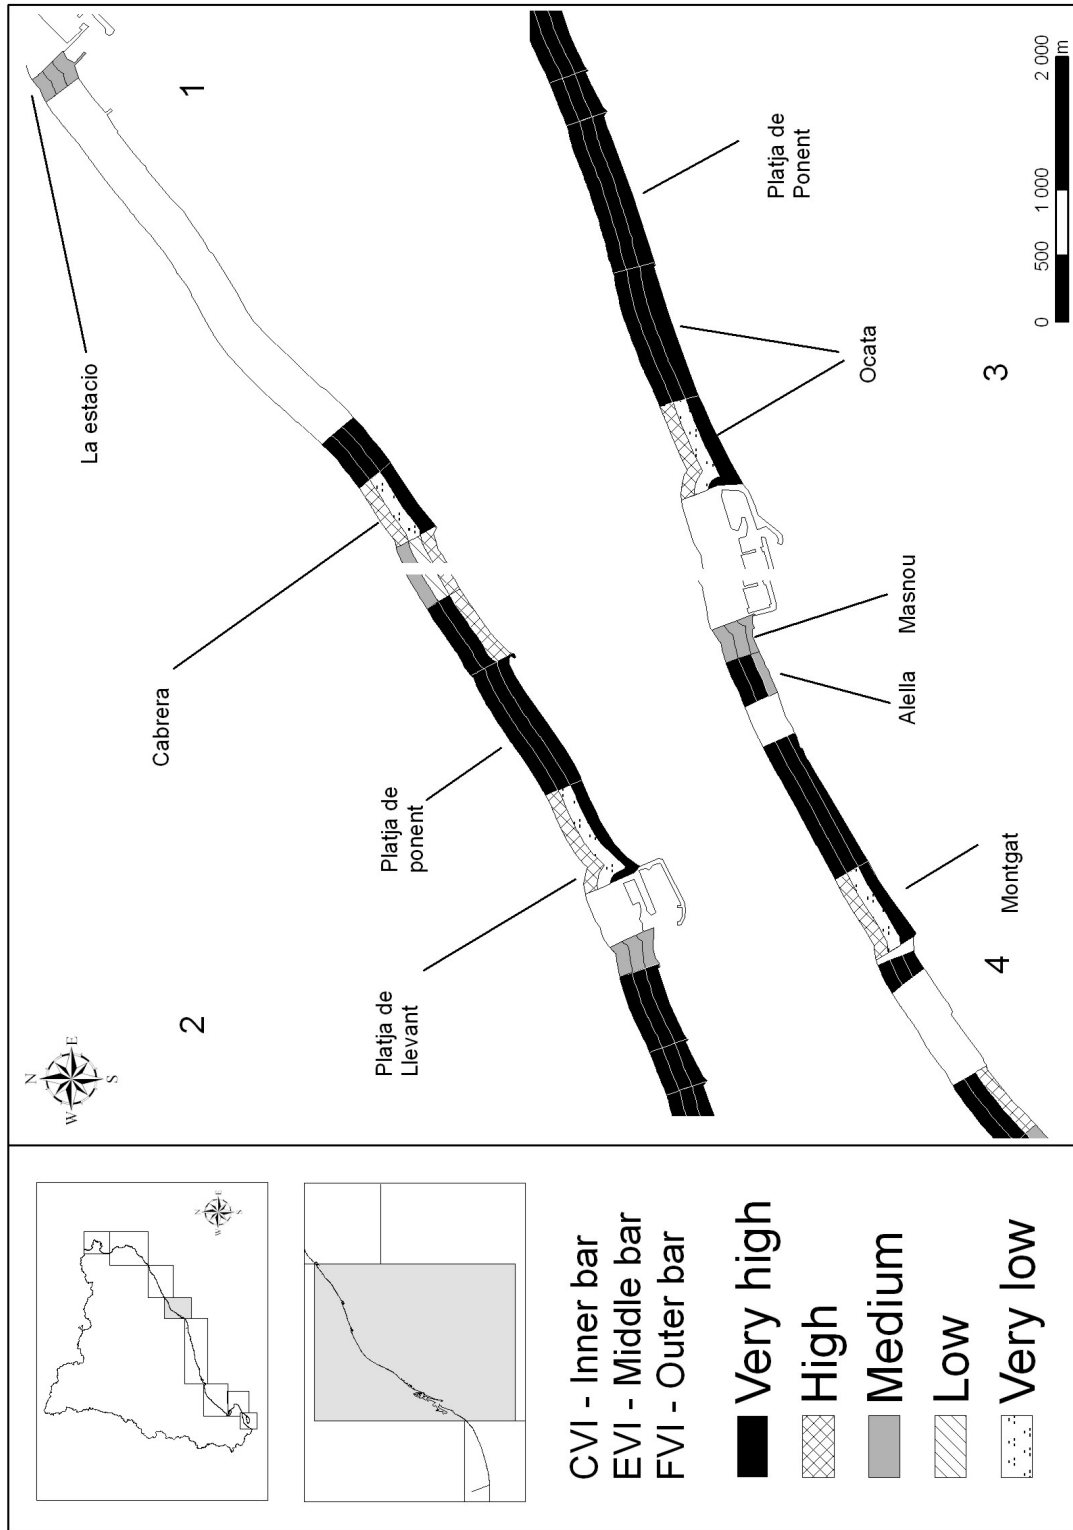 N
E
S
W
N
E
S
W
CVI - Inner bar
EVI - Middle bar
FVI - Outer bar
Very high
High
Medium
Low
Very low
1
La estacio
Cabrera
Platja de
ponent
Platja de
Llevant
2
Platja de
Ponent
Ocata
3
Masnou
Alella
Montgat
4
0
500
1 000
2 000
m